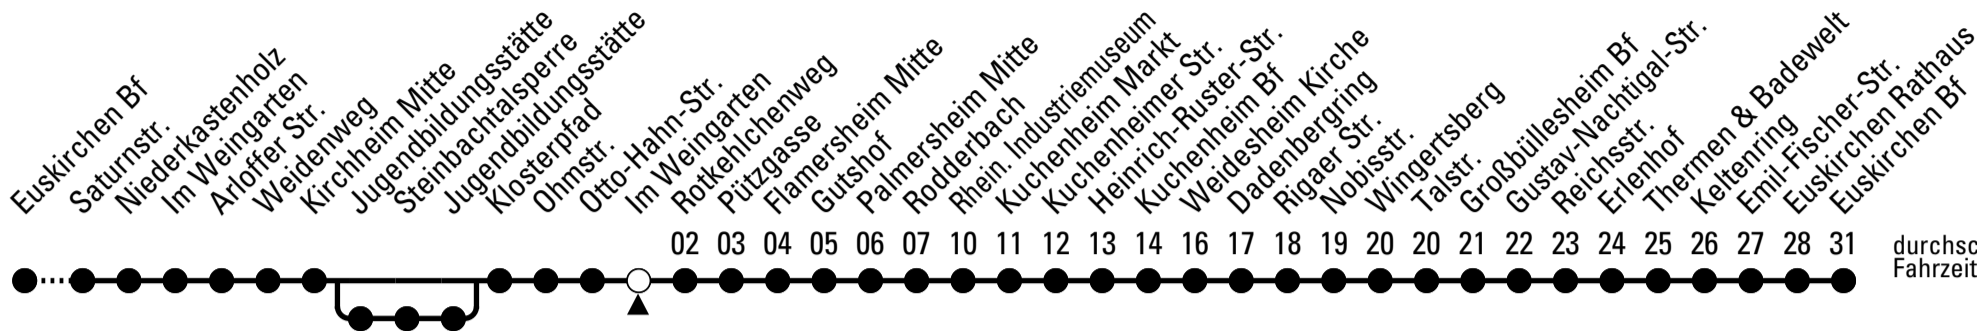 Euskirchen Bf
Saturnstr.
Niederkastenholz
Im Weingarten
Arloffer Str.
Weidenweg
Kirchheim Mitte
Jugendbildungsstätte
Steinbachtalsperre
Jugendbildungsstätte
Klosterpfad
Ohmstr.
Otto-Hahn-Str.
Im Weingarten
Rotkehlchenweg
Pützgasse
Flamersheim Mitte
Gutshof
Palmersheim Mitte
Rodderbach
Rhein. Industriemuseum
Kuchenheim Markt
Kuchenheimer Str.
Heinrich-Ruster-Str.
Kuchenheim Bf
Weidesheim Kirche
Dadenbergring
Rigaer Str.
Nobisstr.
Wingertsberg
Talstr.
Großbüllesheim Bf
Gustav-Nachtigal-Str.
Reichsstr.
Erlenhof
Thermen & Badewelt
Keltenring
Emil-Fischer-Str.
Euskirchen Rathaus
Euskirchen Bf
02 03 04 05 06 07 10 11 12 13 14 16 17 18 19 20 20 21 22 23 24 25 26 27 28 31
Fahrzeit